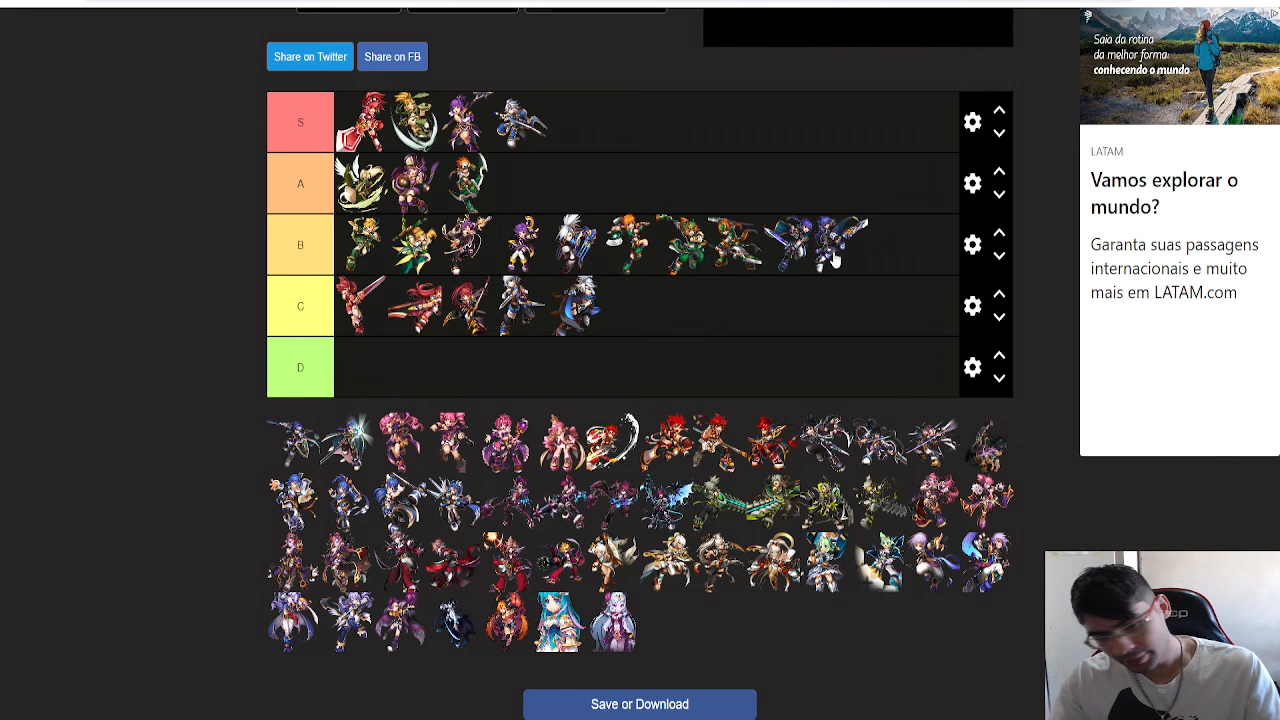 Share on Twitter
Share on FB
S
A
B
C
D
Saia da rotina
da melhor forma:
conhecendo o mundo
LATAM
Vamos explorar o
mundo?
Garanta suas passagens
internacionais e muito
mais em LATAM.com
Save or Download